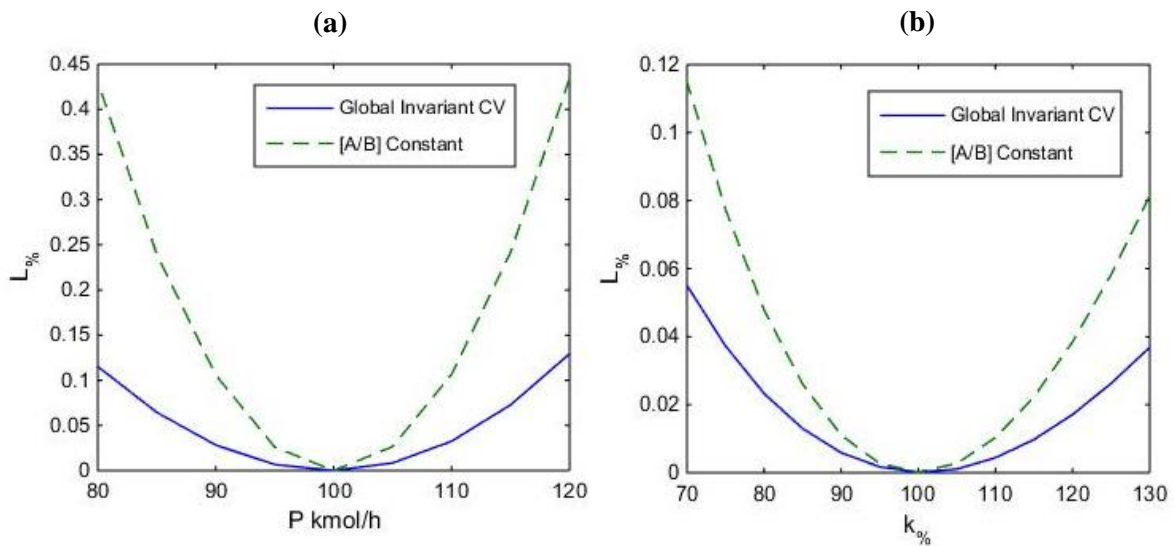 (a)
(b)
0.45
0.4
0.35
0.3
0.25
0.2
0.15
0.1
0.05
0
L%
Global Invariant CV
[A/B] Constant
80 90 100 110 120
P kmol/h
0.12
0.1
0.08
0.06
0.04
0.02
0
L%
Global Invariant CV
[A/B] Constant
70 80 90 100 110 120 130
k%